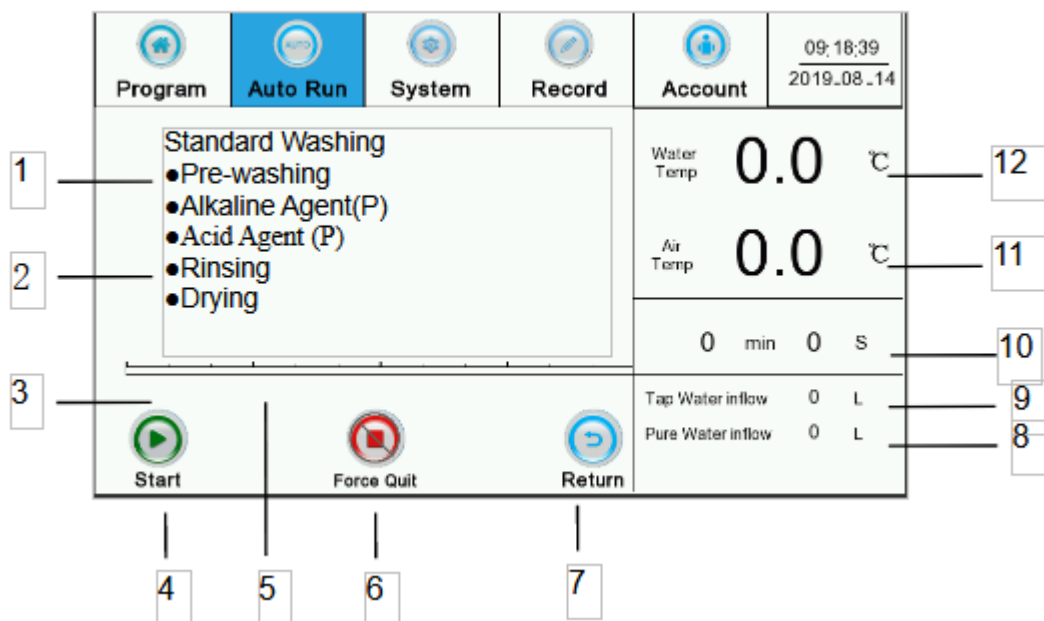 Program Auto Run System Record Account 09:18:39
AUTO
2019-08-14
Standard Washing
●Pre-washing
●Alkaline Agent(P)
●Acid Agent (P)
●Rinsing
●Drying
Water Temp 0.0 ℃
Air Temp 0.0 ℃
0 min 0 S
Tap Water inflow 0 L
Pure Water inflow 0 L
Start Force Quit Return
1
2
3
4 5 6 7
12
11
10
9
8